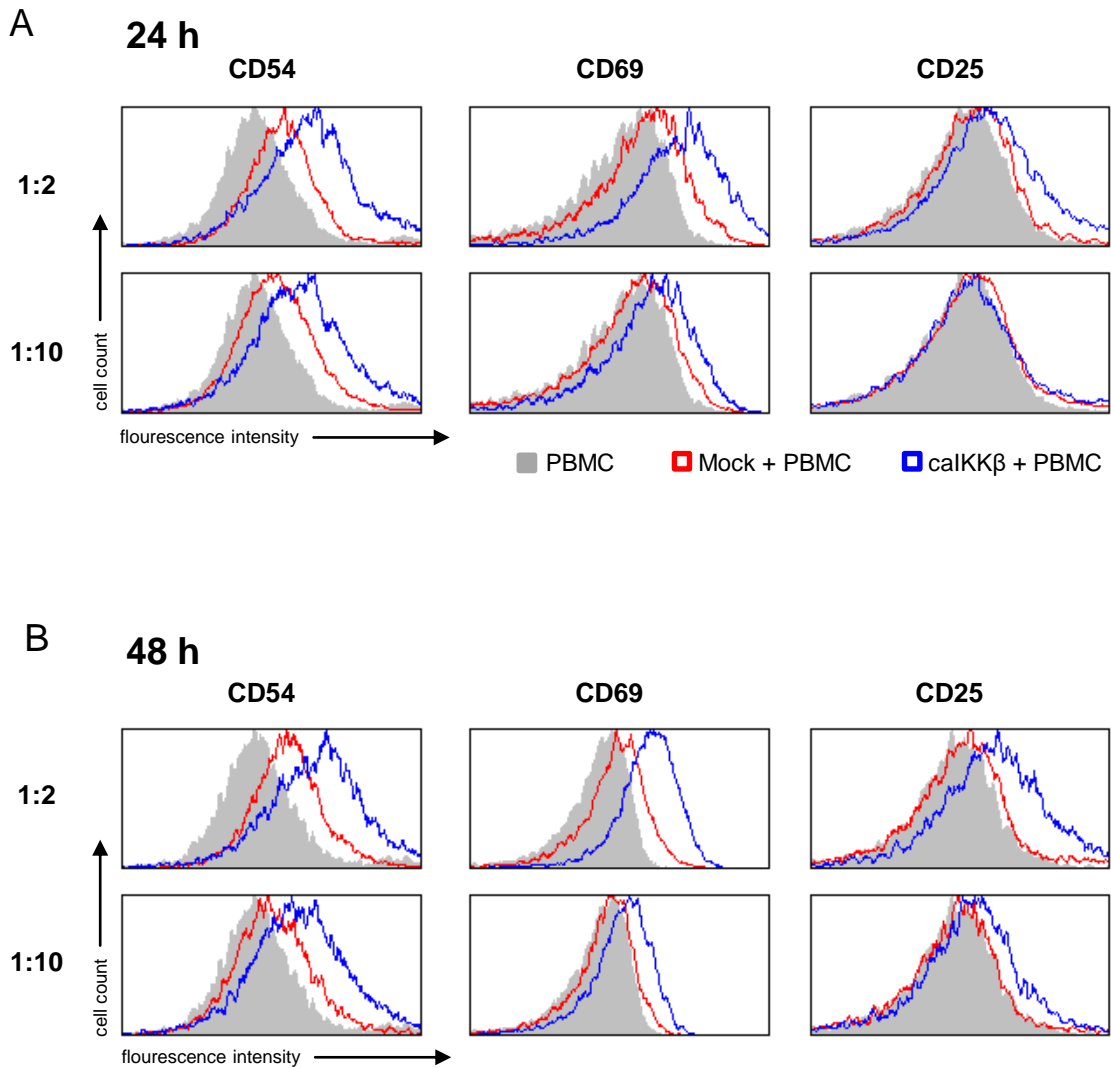 A
24 h
CD54 CD69 CD25
1:2
1:10
cell count
flourescence intensity
PBMC Mock + PBMC caIKKβ + PBMC
B
48 h
CD54 CD69 CD25
1:2
1:10
cell count
flourescence intensity